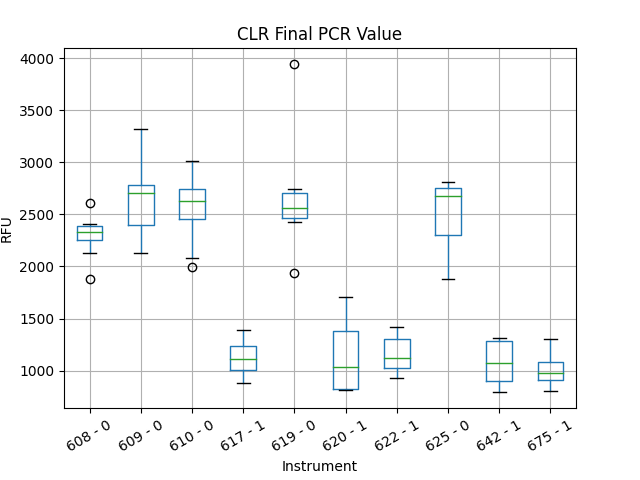 CLR Final PCR Value
4000
3500
3000
2500
2000
1500
1000
RFU
608 - 0
609 - 0
610 - 0
617 - 1
619 - 0
620 - 1
622 - 1
625 - 0
642 - 1
675 - 1
Instrument